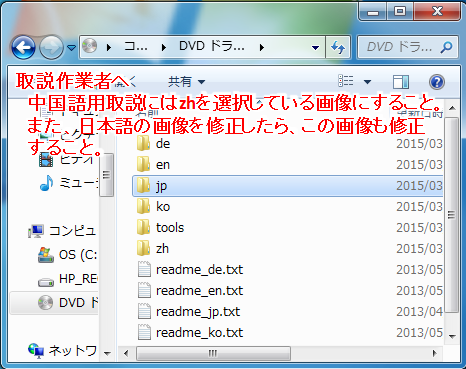 コ... DVD ドラ...
DVD ドラ...
取説作業者へ、
中国語用取説にはzhを選択している画像にすること。
また、日本語の画像を修正したら、この画像も修正
すること。
共有
ビデオ
ミュー
コンピュ
OS (C:
HP_RE
DVD ド
ネットワ
de 2015/03
en 2015/03
jp 2015/03
ko 2015/03
tools 2015/03
zh 2015/03
readme_de.txt 2013/05
readme_en.txt 2013/05
readme_jp.txt 2013/04
readme_ko.txt 2013/05